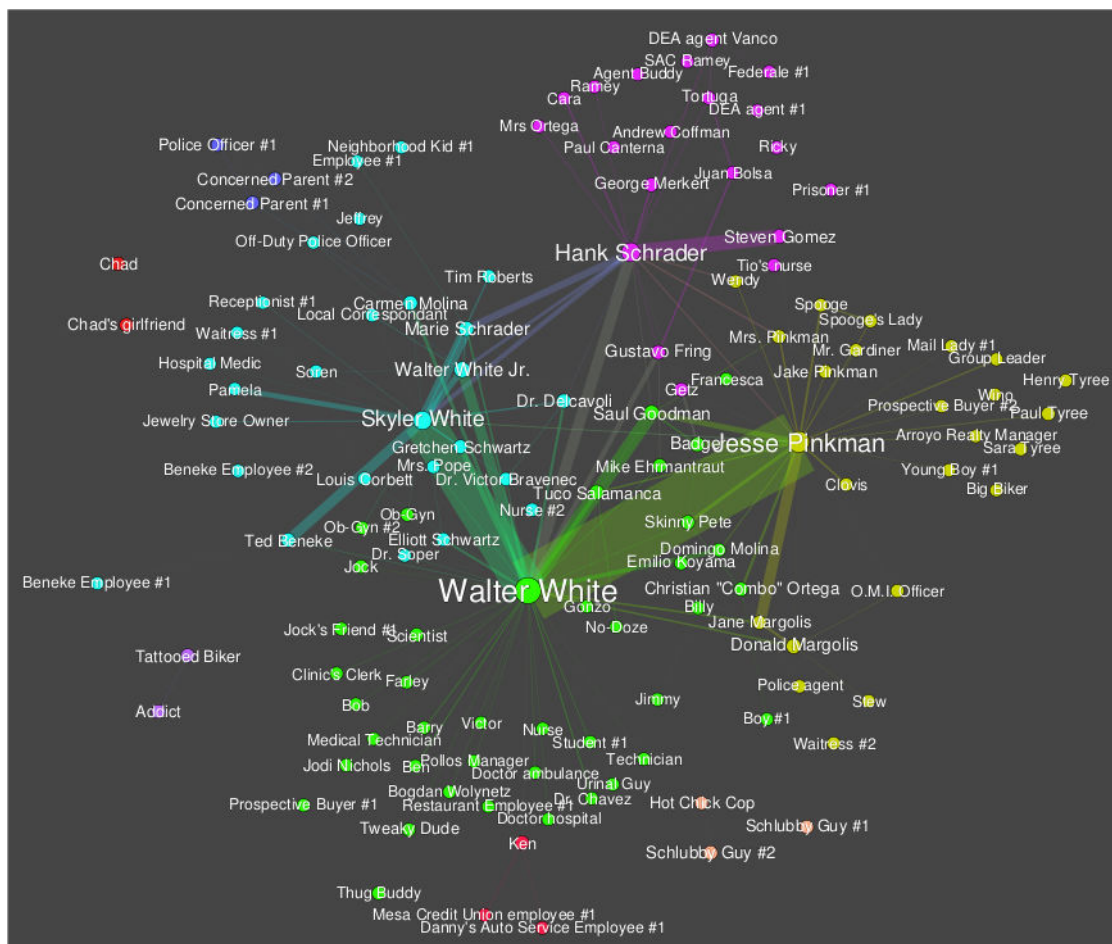 DEA agent Vanco
SAC Ramey
Agent Buddy
Federale #1
Ramey
Cara
Tortuga
DEA agent #1
Mrs Ortega
Andrew Coffman
Paul Canterna
Ricky
Police Officer #1
Neighborhood Kid #1
Employee #1
Juan Bolsa
Concerned Parent #2
George Merkert
Prisoner #1
Concerned Parent #1
Jeffrey
Steven Gomez
Off-Duty Police Officer
Hank Schrader
Chad
Tio's nurse
Tim Roberts
Wendy
Receptionist #1
Carmen Molina
Spooge
Local Correspondant
Spooge's Lady
Chad's girlfriend
Marie Schrader
Waitress #1
Mrs. Pinkman
Mail Lady #1
Gustavo Fring
Mr. Gardiner
Group Leader
Hospital Medic
Soren
Walter White Jr.
Jake Pinkman
Francesca
Henry Tyree
Pamela
Getz
Wino
Dr. Delcavoli
Prospective Buyer #2
Paul Tyree
Jewelry Store Owner
Skyler White
Saul Goodman
Arroyo Realty Manager
Badger
Jesse Pinkman
Gretchen Schwartz
Sara Tyree
Beneke Employee #2
Mrs. Pope
Mike Ehrmantraut
Young Boy #1
Louis Corbett
Dr. Victor Bravenec
Clovis
Tuco Salamanca
Big Biker
Nurse #2
Ob-Gyn
Ob-Gyn #2
Skinny Pete
Ted Beneke
Elliott Schwartz
Dr. Soper
Domingo Molina
Jock
Emilio Koyama
Beneke Employee #1
Walter White
Christian "Combo" Ortega
O.M.I. Officer
Gonzo
Billy
Jane Margolis
Jock's Friend #1
Scientist
No-Doze
Donald Margolis
Tattooed Biker
Clinic's Clerk
Farley
Police agent
Addict
Bob
Jimmy
Stew
Barry
Victor
Nurse
Boy #1
Medical Technician
Student #1
Waitress #2
Jodi Nichols
Ben
Pollos Manager
Technician
Doctor ambulance
Urinal Guy
Bogdan Wolynetz
Prospective Buyer #1
Restaurant Employee #1
Dr. Chavez
Hot Chick Cop
Doctor hospital
Tweaky Dude
Schlubby Guy #1
Ken
Schlubby Guy #2
Thug Buddy
Mesa Credit Union employee #1
Danny's Auto Service Employee #1